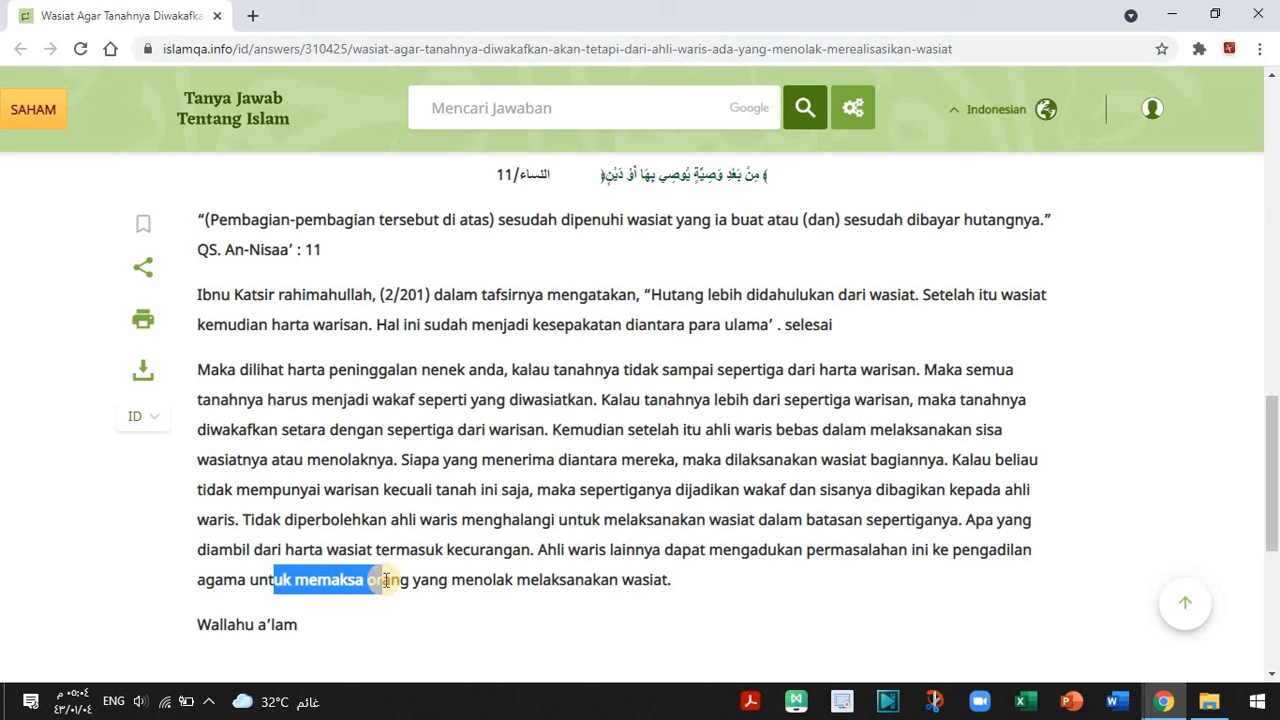 Wasiat Agar Tanahnya Diwakafka
islamqa.info/id/answers/310425/wasiat-agar-tanahnya-diwakafkan-akan-tetapi-dari-ahli-waris-ada-yang-menolak-merealisasikan-wasiat
SAHAM
Tanya Jawab
Tentang Islam
Mencari Jawaban
Google
Indonesian
﴿ مِنْ بَعْدِ وَصِيَّةٍ يُوصِي بِهَا أَوْ دَيْنٍ﴾ النساء/11
“(Pembagian-pembagian tersebut di atas) sesudah dipenuhi wasiat yang ia buat atau (dan) sesudah dibayar hutangnya.”
QS. An-Nisaa’ : 11
Ibnu Katsir rahimahullah, (2/201) dalam tafsirnya mengatakan, “Hutang lebih didahulukan dari wasiat. Setelah itu wasiat
kemudian harta warisan. Hal ini sudah menjadi kesepakatan diantara para ulama’ . selesai
Maka dilihat harta peninggalan nenek anda, kalau tanahnya tidak sampai sepertiga dari harta warisan. Maka semua
tanahnya harus menjadi wakaf seperti yang diwasiatkan. Kalau tanahnya lebih dari sepertiga warisan, maka tanahnya
diwakafkan setara dengan sepertiga dari warisan. Kemudian setelah itu ahli waris bebas dalam melaksanakan sisa
wasiatnya atau menolaknya. Siapa yang menerima diantara mereka, maka dilaksanakan wasiat bagiannya. Kalau beliau
tidak mempunyai warisan kecuali tanah ini saja, maka sepertiganya dijadikan wakaf dan sisanya dibagikan kepada ahli
waris. Tidak diperbolehkan ahli waris menghalangi untuk melaksanakan wasiat dalam batasan sepertiganya. Apa yang
diambil dari harta wasiat termasuk kecurangan. Ahli waris lainnya dapat mengadukan permasalahan ini ke pengadilan
agama untuk memaksa orang yang menolak melaksanakan wasiat.
Wallahu a’lam
ID
ENG
٠٥:٠٤ م
٤٣/٠١/٠٤
32°C غائم